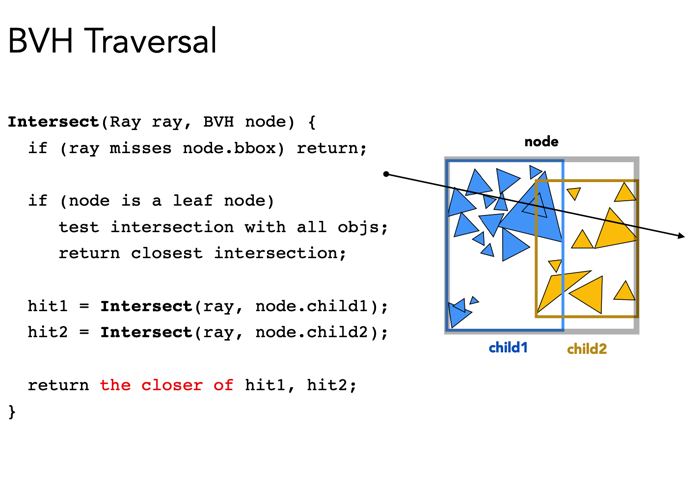 BVH Traversal
Intersect(Ray ray, BVH node) {
if (ray misses node.bbox) return;
if (node is a leaf node)
test intersection with all objs;
return closest intersection;
hit1 = Intersect(ray, node.child1);
hit2 = Intersect(ray, node.child2);
return the closer of hit1, hit2;
}
node
child1
child2